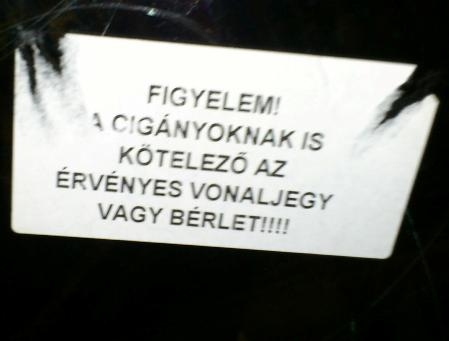 FIGYELEM!
A CIGÁNYOKNAK IS
KÖTELEZŐ AZ
ÉRVÉNYES VONALJEGY
VAGY BÉRLET!!!!